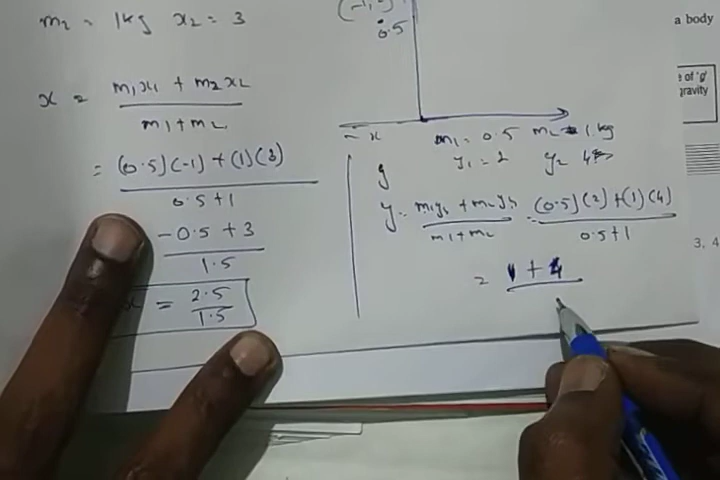 m₂ = 1kg x₂ = 3
x = m₁x₁ + m₂x₂ / m₁+m₂
= (0.5)(-1) + (1)(3) / 0.5+1
-0.5 + 3 / 1.5
x = 2.5 / 1.5
0.5
-x
m₁ = 0.5 m₂ = 1 kg
y₁ = 2 y₂ 4
y
y = m₁y₁ + m₂y₂ / m₁+m₂ = (0.5)(2) + (1)(4) / 0.5+1
= 1 + 4
a body
e of 'g'
gravity
3, 4